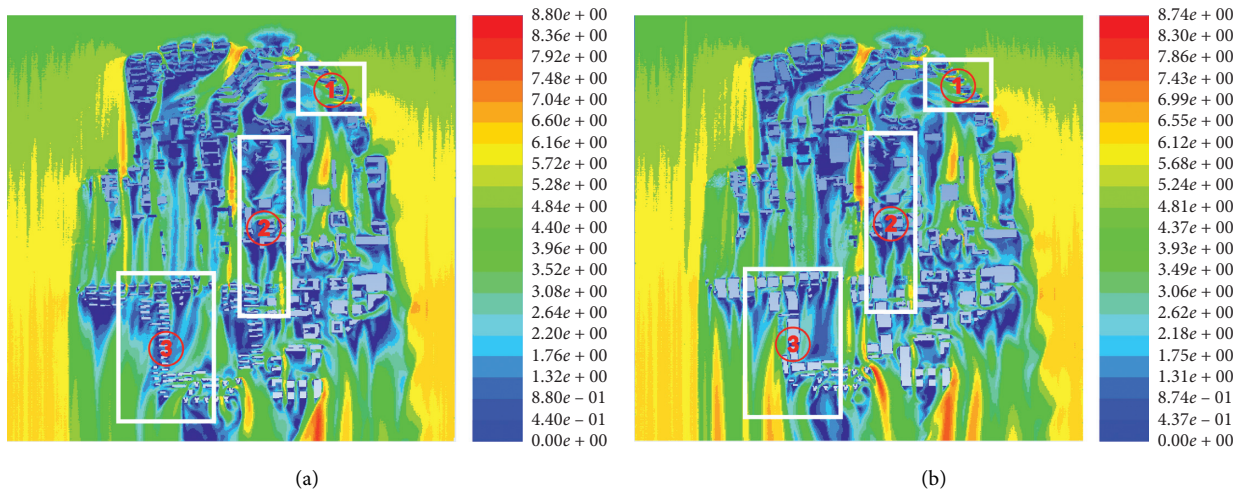 1
2
3
8.80e + 00
8.36e + 00
7.92e + 00
7.48e + 00
7.04e + 00
6.60e + 00
6.16e + 00
5.72e + 00
5.28e + 00
4.84e + 00
4.40e + 00
3.96e + 00
3.52e + 00
3.08e + 00
2.64e + 00
2.20e + 00
1.76e + 00
1.32e + 00
8.80e – 01
4.40e – 01
0.00e + 00
(a)
1
2
3
8.74e + 00
8.30e + 00
7.86e + 00
7.43e + 00
6.99e + 00
6.55e + 00
6.12e + 00
5.68e + 00
5.24e + 00
4.81e + 00
4.37e + 00
3.93e + 00
3.49e + 00
3.06e + 00
2.62e + 00
2.18e + 00
1.75e + 00
1.31e + 00
8.74e – 01
4.37e – 01
0.00e + 00
(b)